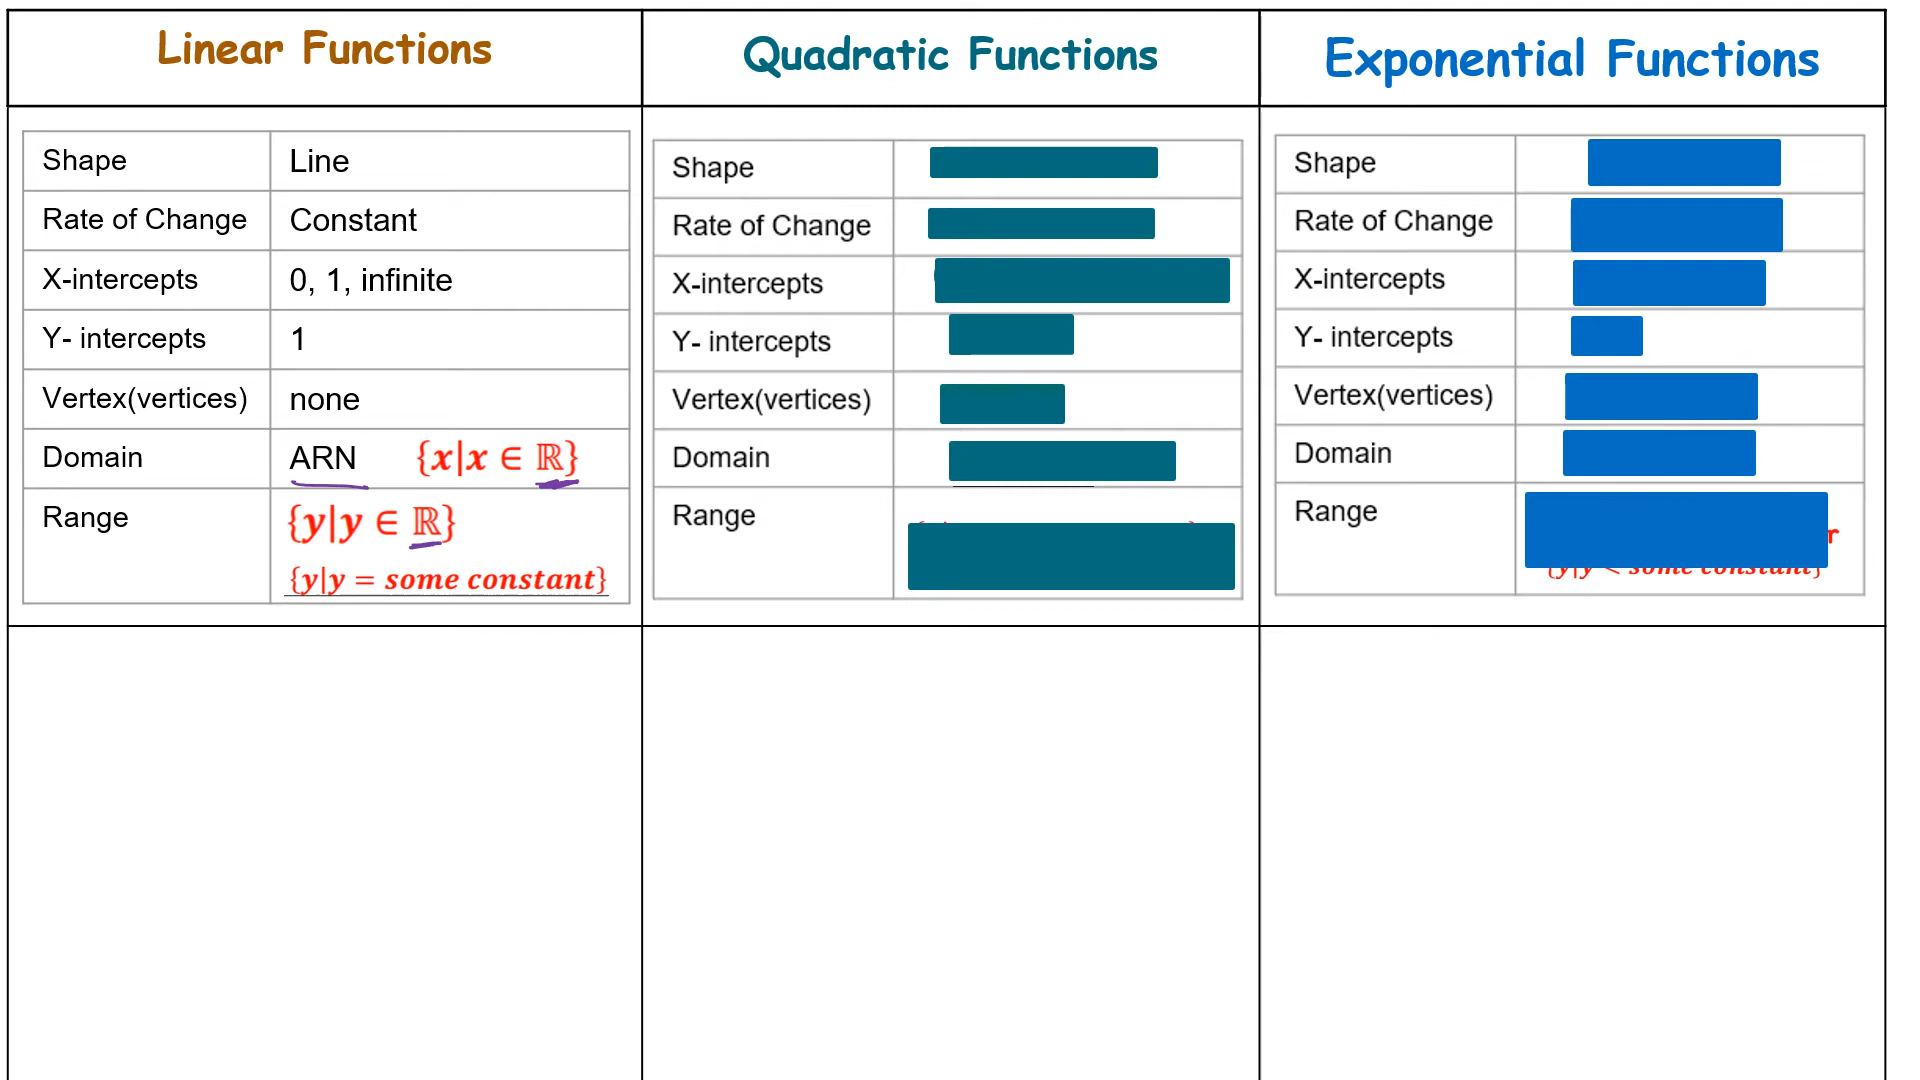 Linear Functions
Quadratic Functions
Exponential Functions
Shape Line
Rate of Change Constant
X-intercepts 0, 1, infinite
Y- intercepts 1
Vertex(vertices) none
Domain ARN {x|x ∈ ℝ}
Range {y|y ∈ ℝ}
{y|y = some constant}
Shape
Rate of Change
X-intercepts
Y- intercepts
Vertex(vertices)
Domain
Range
Shape
Rate of Change
X-intercepts
Y- intercepts
Vertex(vertices)
Domain
Range
{y|y < some constant}